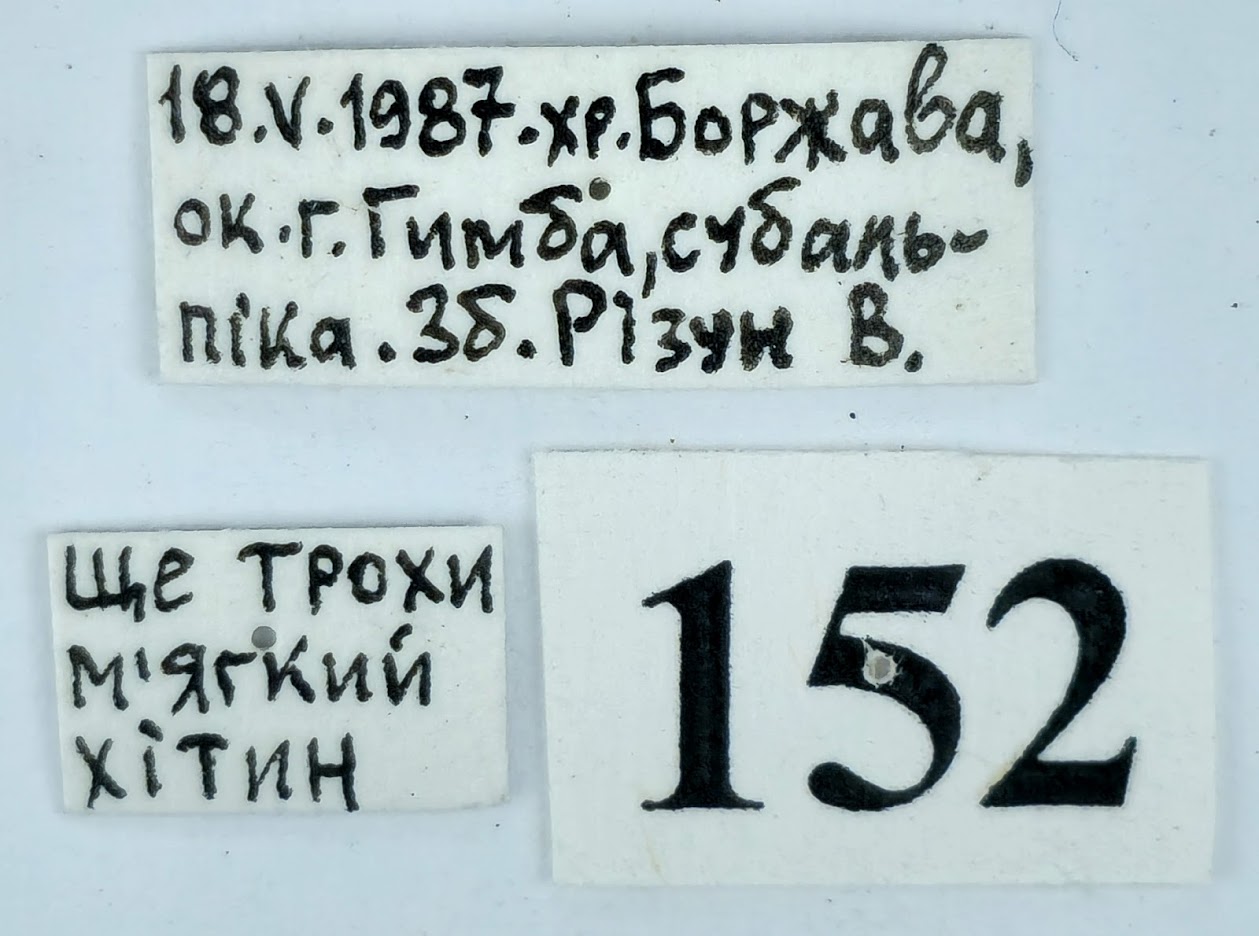 18.V.1987.хр.Боржава,
ок.г.Гимба,субаль-
піка.Зб.Різун В.
ще трохи
м'ягкий
хітин
152